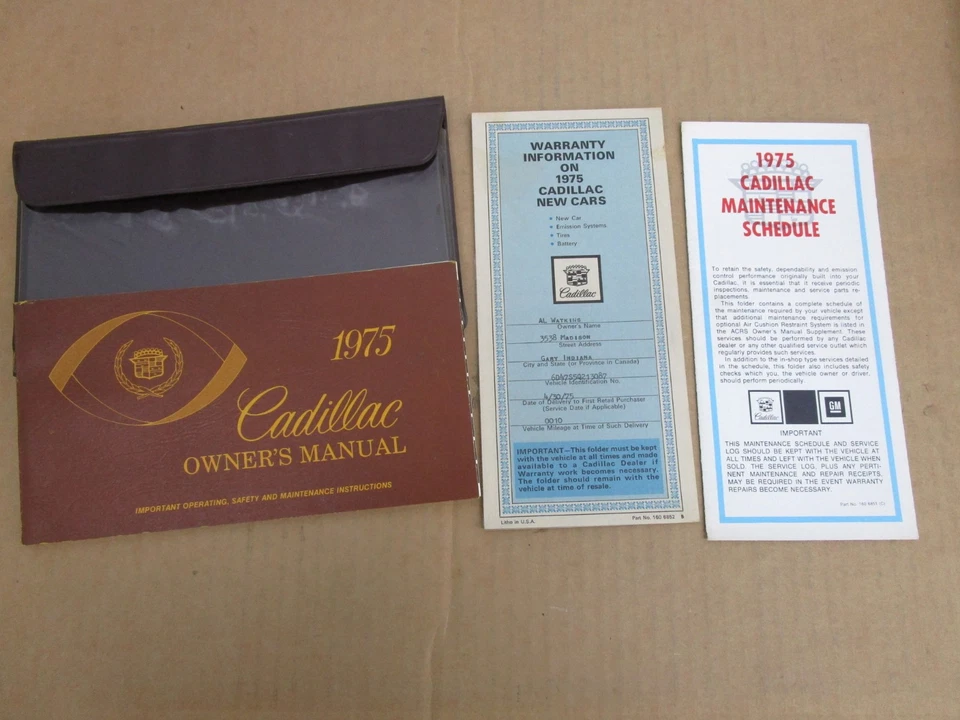 1975
Cadillac
OWNER'S MANUAL
IMPORTANT OPERATING, SAFETY AND MAINTENANCE INSTRUCTIONS
WARRANTY
INFORMATION
ON
1975
CADILLAC
NEW CARS
• New Car
• Emission Systems
• Tires
• Battery
Cadillac
AL WATKINS
Owner's Name
3538 MADISON
Street Address
GARY INDIANA
City and State (or Province in Canada)
Vehicle Identification No.
4/30/75
Date of Delivery to First Retail Purchaser
(Service Date if Applicable)
0010
Vehicle Mileage at Time of Such Delivery
IMPORTANT—This folder must be kept
with the vehicle at all times and made
available to a Cadillac Dealer if
Warranty work becomes necessary.
The folder should remain with the
vehicle at time of resale.
Litho in U.S.A.
Part No. 160 6952
1975
CADILLAC
MAINTENANCE
SCHEDULE
To retain the safety, dependability and emission
control performance originally built into your
Cadillac, it is essential that it receive periodic
inspections, maintenance and service parts re-
placements.
This folder contains a complete schedule of
the maintenance required by your vehicle except
that additional maintenance requirements for
optional Air Cushion Restraint System is listed in
the ACRS Owner's Manual Supplement. These
services should be performed by any Cadillac
dealer or any other qualified service outlet which
regularly provides such services.
In addition to the in-shop type services detailed
in the schedule, this folder also includes safety
checks which you, the vehicle owner or driver,
should perform periodically.
Cadillac
GM
IMPORTANT
THIS MAINTENANCE SCHEDULE AND SERVICE
LOG SHOULD BE KEPT WITH THE VEHICLE AT
ALL TIMES AND LEFT WITH THE VEHICLE WHEN
SOLD. THE SERVICE LOG, PLUS ANY PERTI-
NENT MAINTENANCE AND REPAIR RECEIPTS,
MAY BE REQUIRED IN THE EVENT WARRANTY
REPAIRS BECOME NECESSARY.
Part No. 160